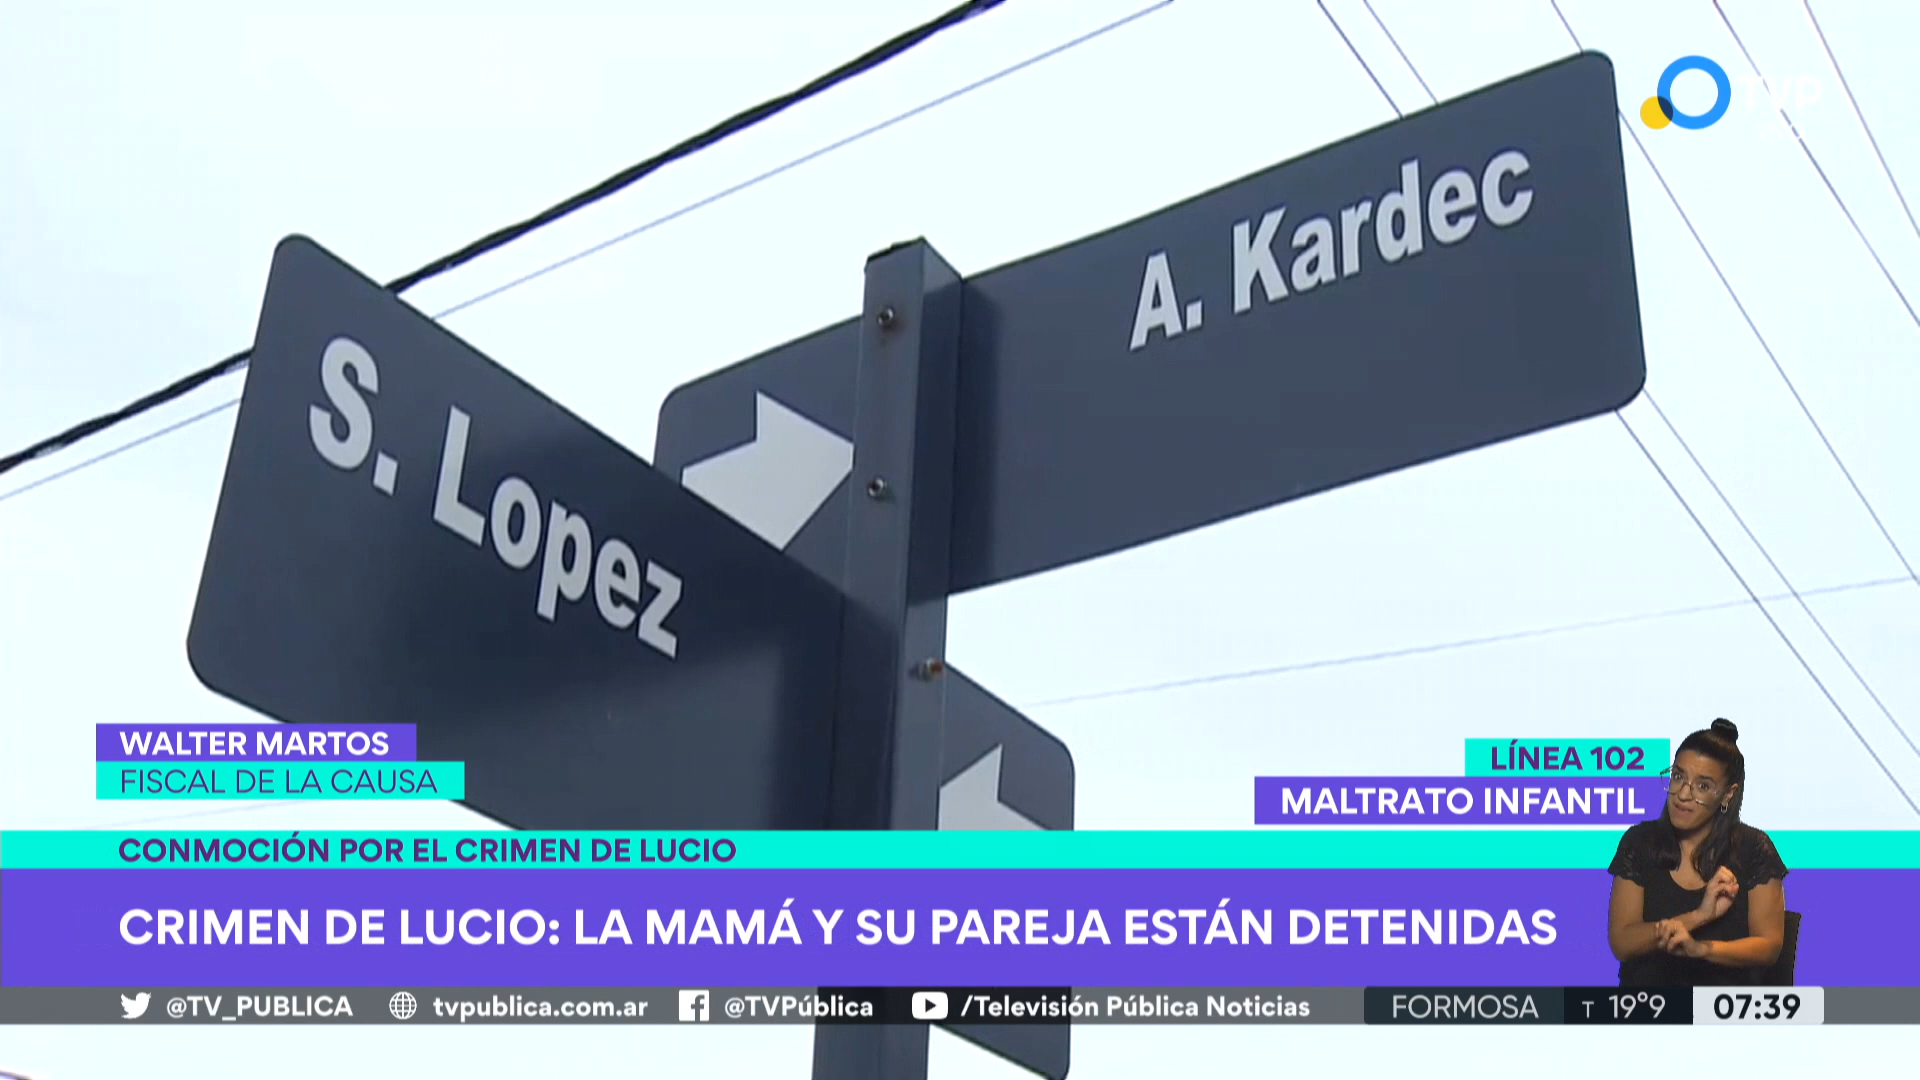 TVP
A. Kardec
S. Lopez
WALTER MARTOS
FISCAL DE LA CAUSA
LÍNEA 102
MALTRATO INFANTIL
CONMOCIÓN POR EL CRIMEN DE LUCIO
CRIMEN DE LUCIO: LA MAMÁ Y SU PAREJA ESTÁN DETENIDAS
@TV_PUBLICA tvpublica.com.ar @TVPública /Televisión Pública Noticias FORMOSA T 19°9 07:39